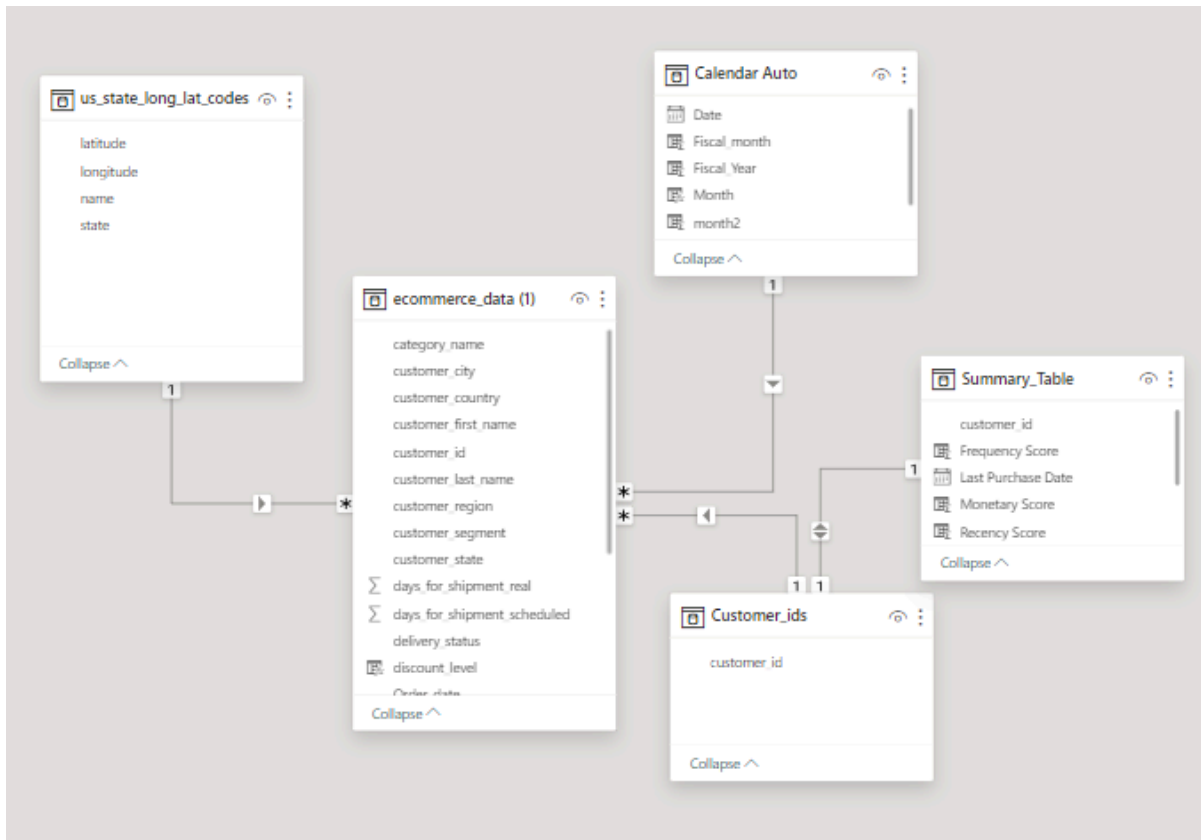 us_state_long_lat_codes
latitude
longitude
name
state
Collapse
1
Calendar Auto
Date
Fiscal_month
Fiscal_Year
Month
month2
Collapse
1
ecommerce_data (1)
category_name
customer_city
customer_country
customer_first_name
customer_id
customer_last_name
customer_region
customer_segment
customer_state
days_for_shipment_real
days_for_shipment_scheduled
delivery_status
discount_level
Order_date
Collapse
*
*
*
Summary_Table
customer_id
Frequency Score
Last Purchase Date
Monetary Score
Recency Score
Collapse
1
1
1
Customer_ids
customer_id
Collapse